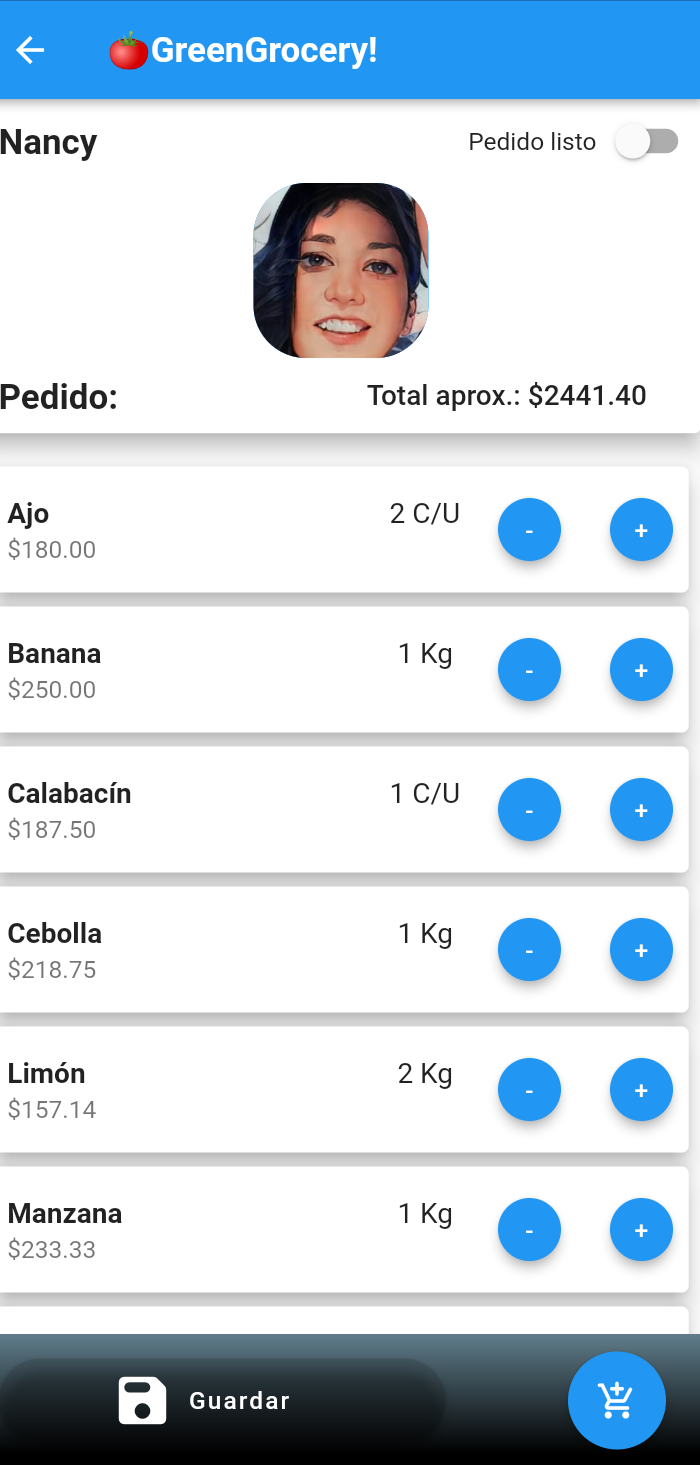 🍅GreenGrocery!
Nancy Pedido listo
Pedido: Total aprox.: $2441.40
Ajo 2 C/U - +
$180.00
Banana 1 Kg - +
$250.00
Calabacín 1 C/U - +
$187.50
Cebolla 1 Kg - +
$218.75
Limón 2 Kg - +
$157.14
Manzana 1 Kg - +
$233.33
Guardar